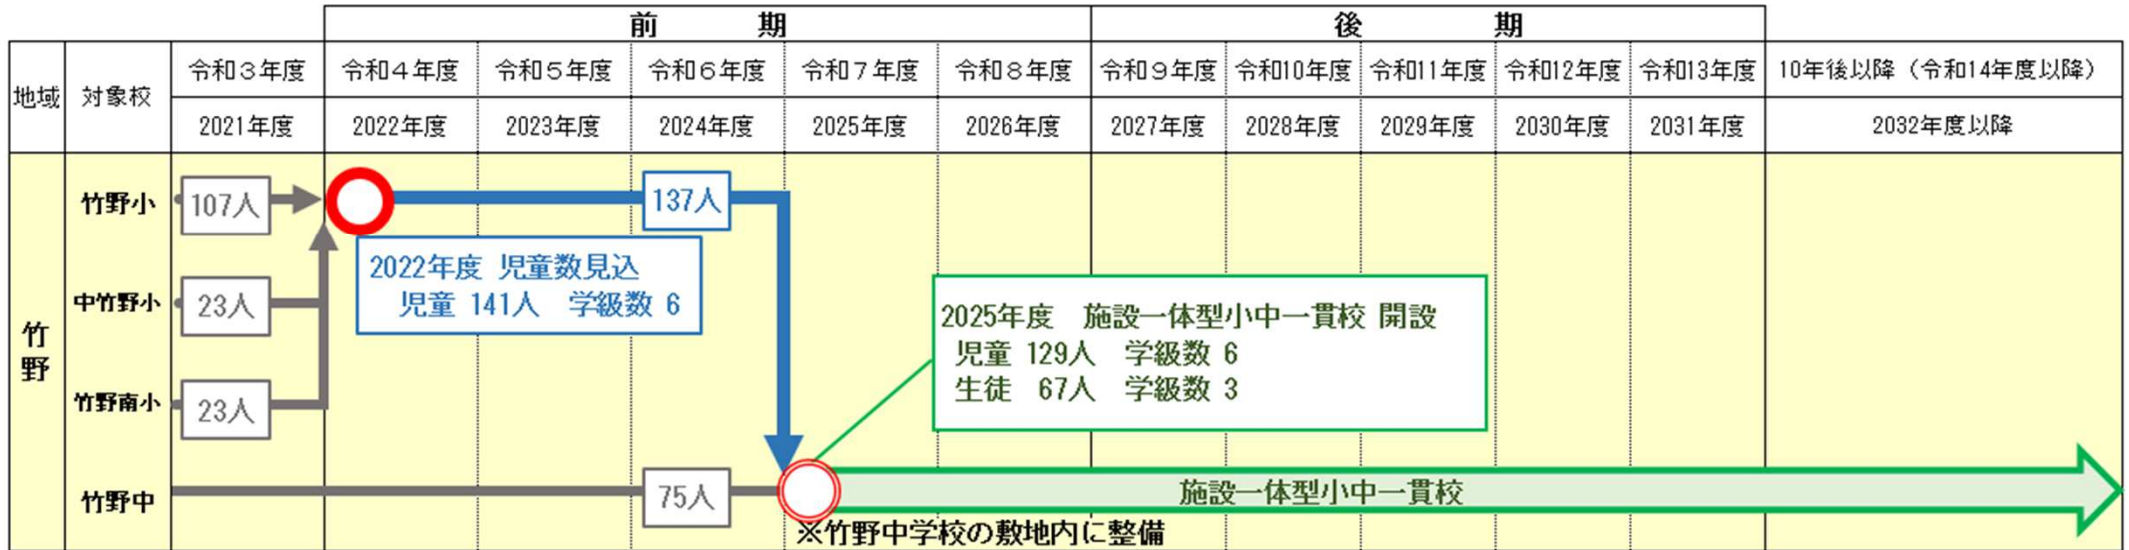 前　期
後　期
地域
対象校
令和3年度
令和4年度
令和5年度
令和6年度
令和7年度
令和8年度
令和9年度
令和10年度
令和11年度
令和12年度
令和13年度
10年後以降（令和14年度以降）
2021年度
2022年度
2023年度
2024年度
2025年度
2026年度
2027年度
2028年度
2029年度
2030年度
2031年度
2032年度以降
竹野
竹野小
107人
137人
2022年度 児童数見込
児童 141人　学級数 6
中竹野小
23人
2025年度　施設一体型小中一貫校 開設
児童 129人　学級数 6
生徒　67人　学級数 3
竹野南小
23人
竹野中
75人
施設一体型小中一貫校
※竹野中学校の敷地内に整備